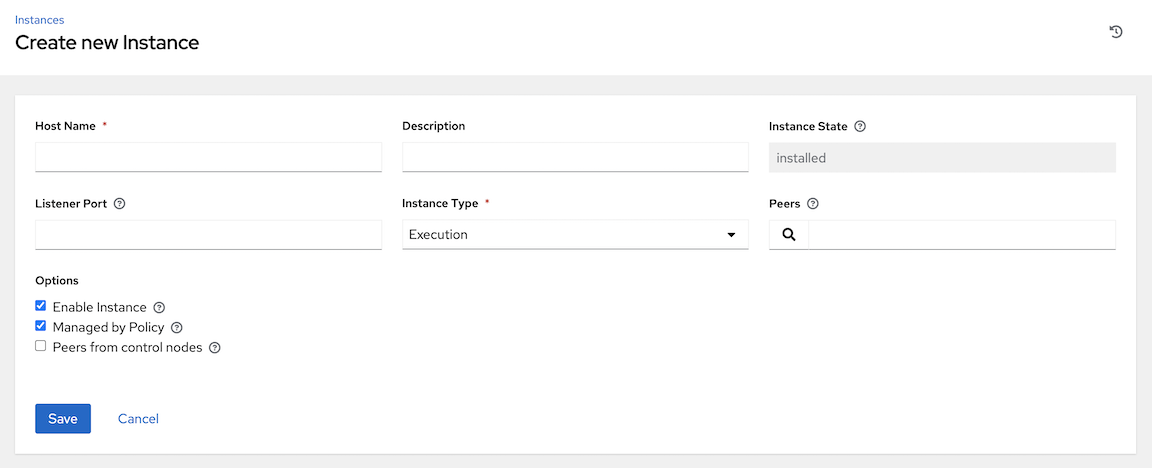 Instances
Create new Instance
Host Name *
Description
Instance State
installed
Listener Port
Instance Type *
Execution
Peers
Options
Enable Instance
Managed by Policy
Peers from control nodes
Save
Cancel